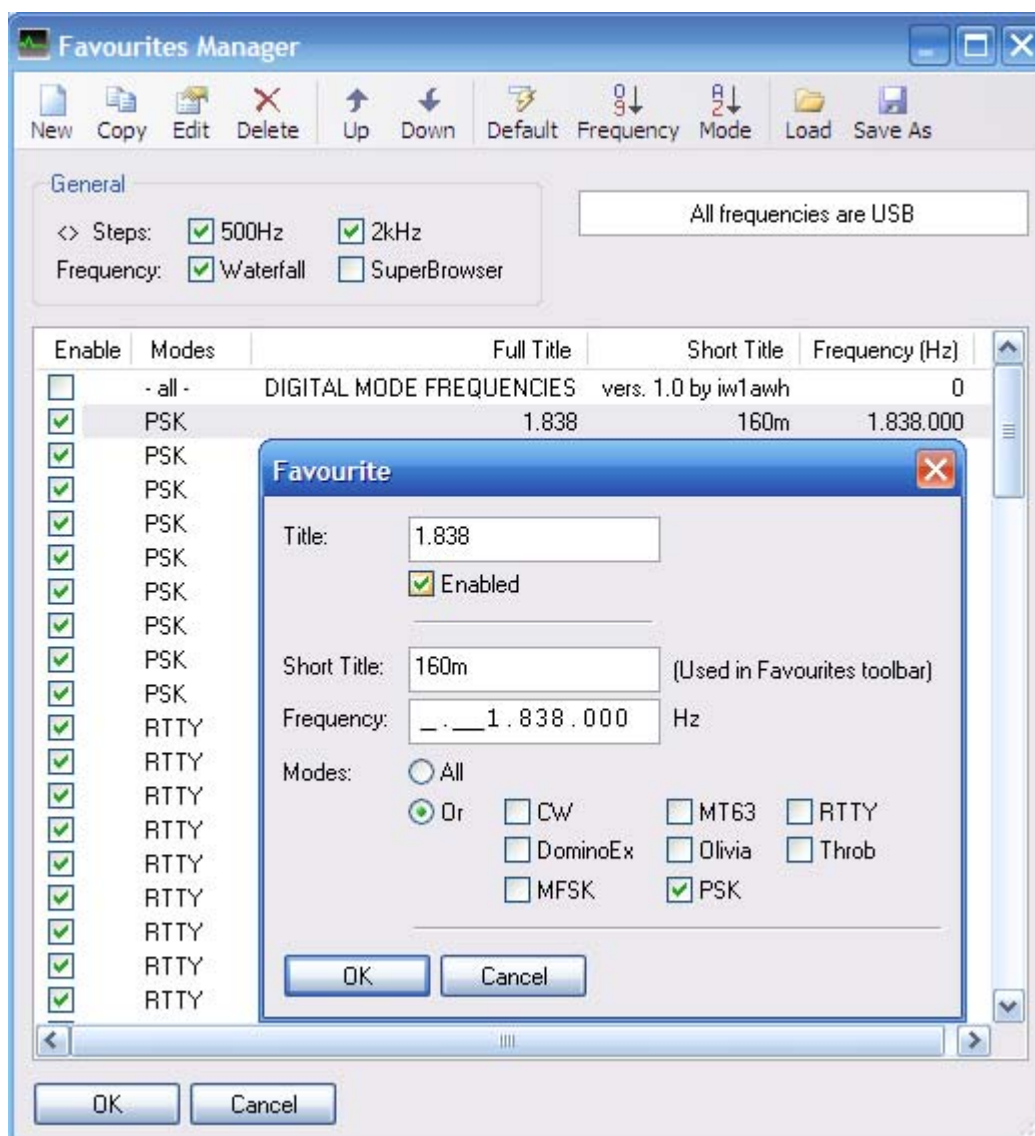 Favourites Manager
New Copy Edit Delete Up Down Default Frequency Mode Load Save As
General
<> Steps: 500Hz 2kHz
All frequencies are USB
Frequency: Waterfall SuperBrowser
Enable Modes Full Title Short Title Frequency (Hz)
- all - DIGITAL MODE FREQUENCIES vers. 1.0 by iw1awh 0
PSK 1.838 160m 1.838.000
PSK
PSK
PSK
PSK
PSK
PSK
PSK
PSK
RTTY
RTTY
RTTY
RTTY
RTTY
RTTY
RTTY
RTTY
RTTY
Favourite
Title: 1.838
Enabled
Short Title: 160m (Used in Favourites toolbar)
Frequency: _.__1.838.000 Hz
Modes: All
Or CW MT63 RTTY
DominoEx Olivia Throb
MFSK PSK
OK Cancel
OK Cancel